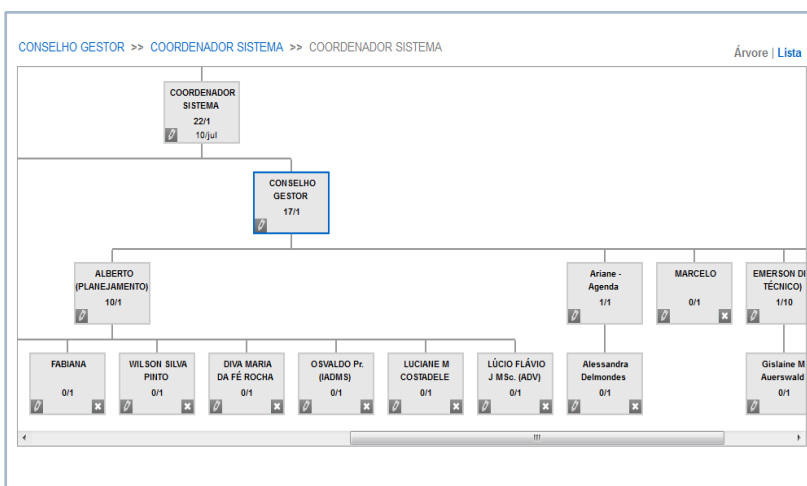 CONSELHO GESTOR >> COORDENADOR SISTEMA >> COORDENADOR SISTEMA
Árvore | Lista
COORDENADOR
SISTEMA
22/1
10/jul
CONSELHO
GESTOR
17/1
ALBERTO
(PLANEJAMENTO)
10/1
Ariane -
Agenda
1/1
MARCELO
0/1
EMERSON DI
TÉCNICO)
1/10
FABIANA
0/1
WILSON SILVA
PINTO
0/1
DIVA MARIA
DA FÉ ROCHA
0/1
OSVALDO Pr.
(IADMS)
0/1
LUCIANE M
COSTADELE
0/1
LÚCIO FLÁVIO
J MSc. (ADV)
0/1
Alessandra
Delmondes
0/1
Gislaine M
Auerswald
0/1